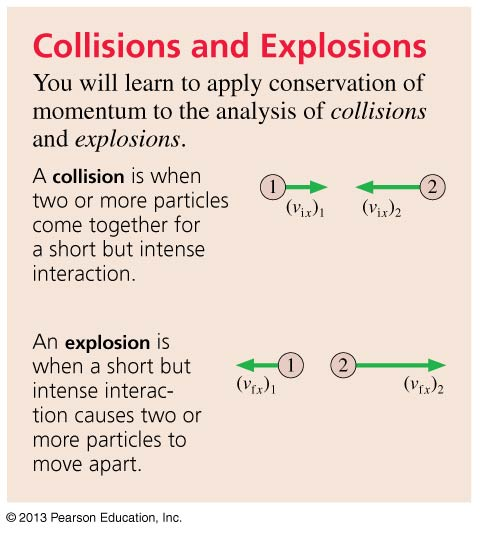 Collisions and Explosions
You will learn to apply conservation of
momentum to the analysis of collisions
and explosions.
A collision is when
two or more particles
come together for
a short but intense
interaction.
1 2
(vix)1 (vix)2
An explosion is
when a short but
intense interac-
tion causes two or
more particles to
move apart.
1 2
(vfx)1 (vfx)2
© 2013 Pearson Education, Inc.